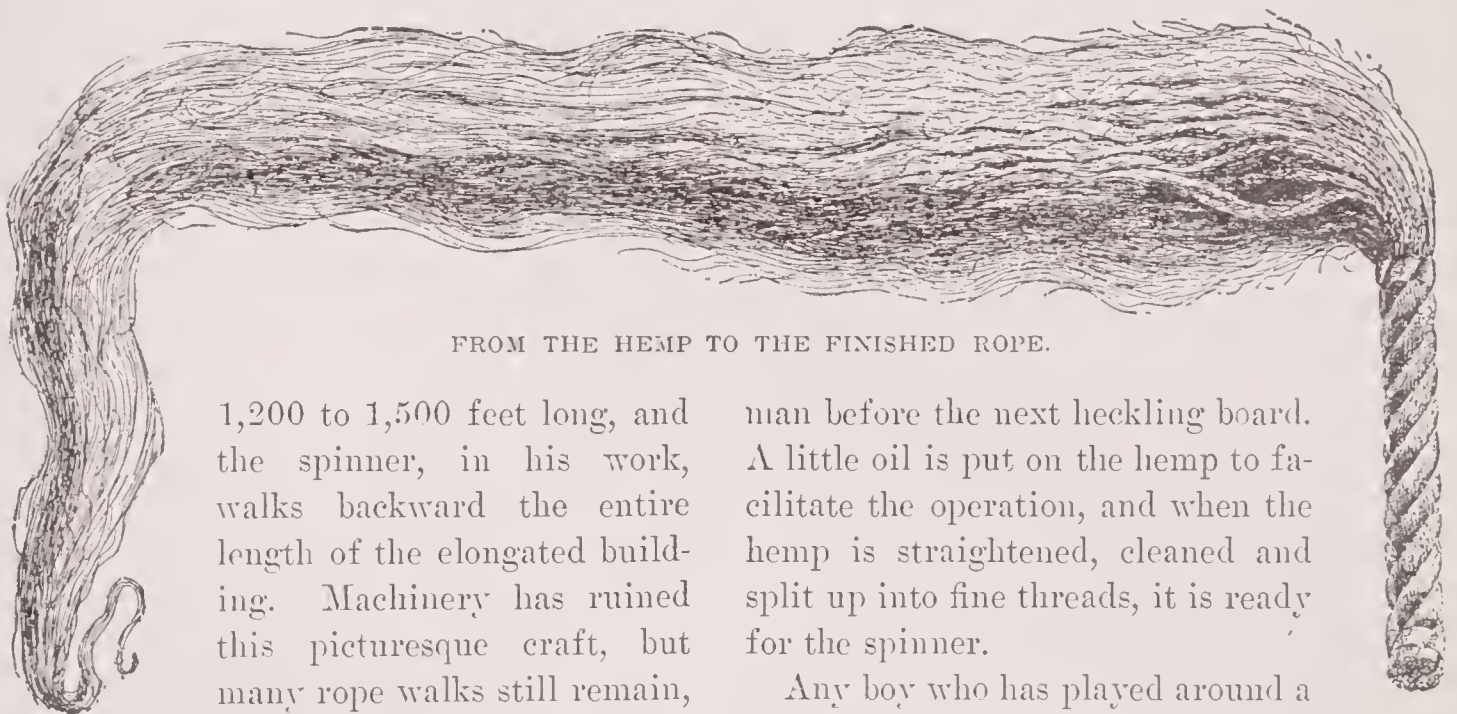 FROM THE HEMP TO THE FINISHED ROPE.
1,200 to 1,500 feet long, and
the spinner, in his work,
walks backward the entire
length of the elongated build-
ing. Machinery has ruined
this picturesque craft, but
many rope walks still remain,
man before the next heckling board.
A little oil is put on the hemp to fa-
cilitate the operation, and when the
hemp is straightened, cleaned and
split up into fine threads, it is ready
for the spinner.
Any boy who has played around a